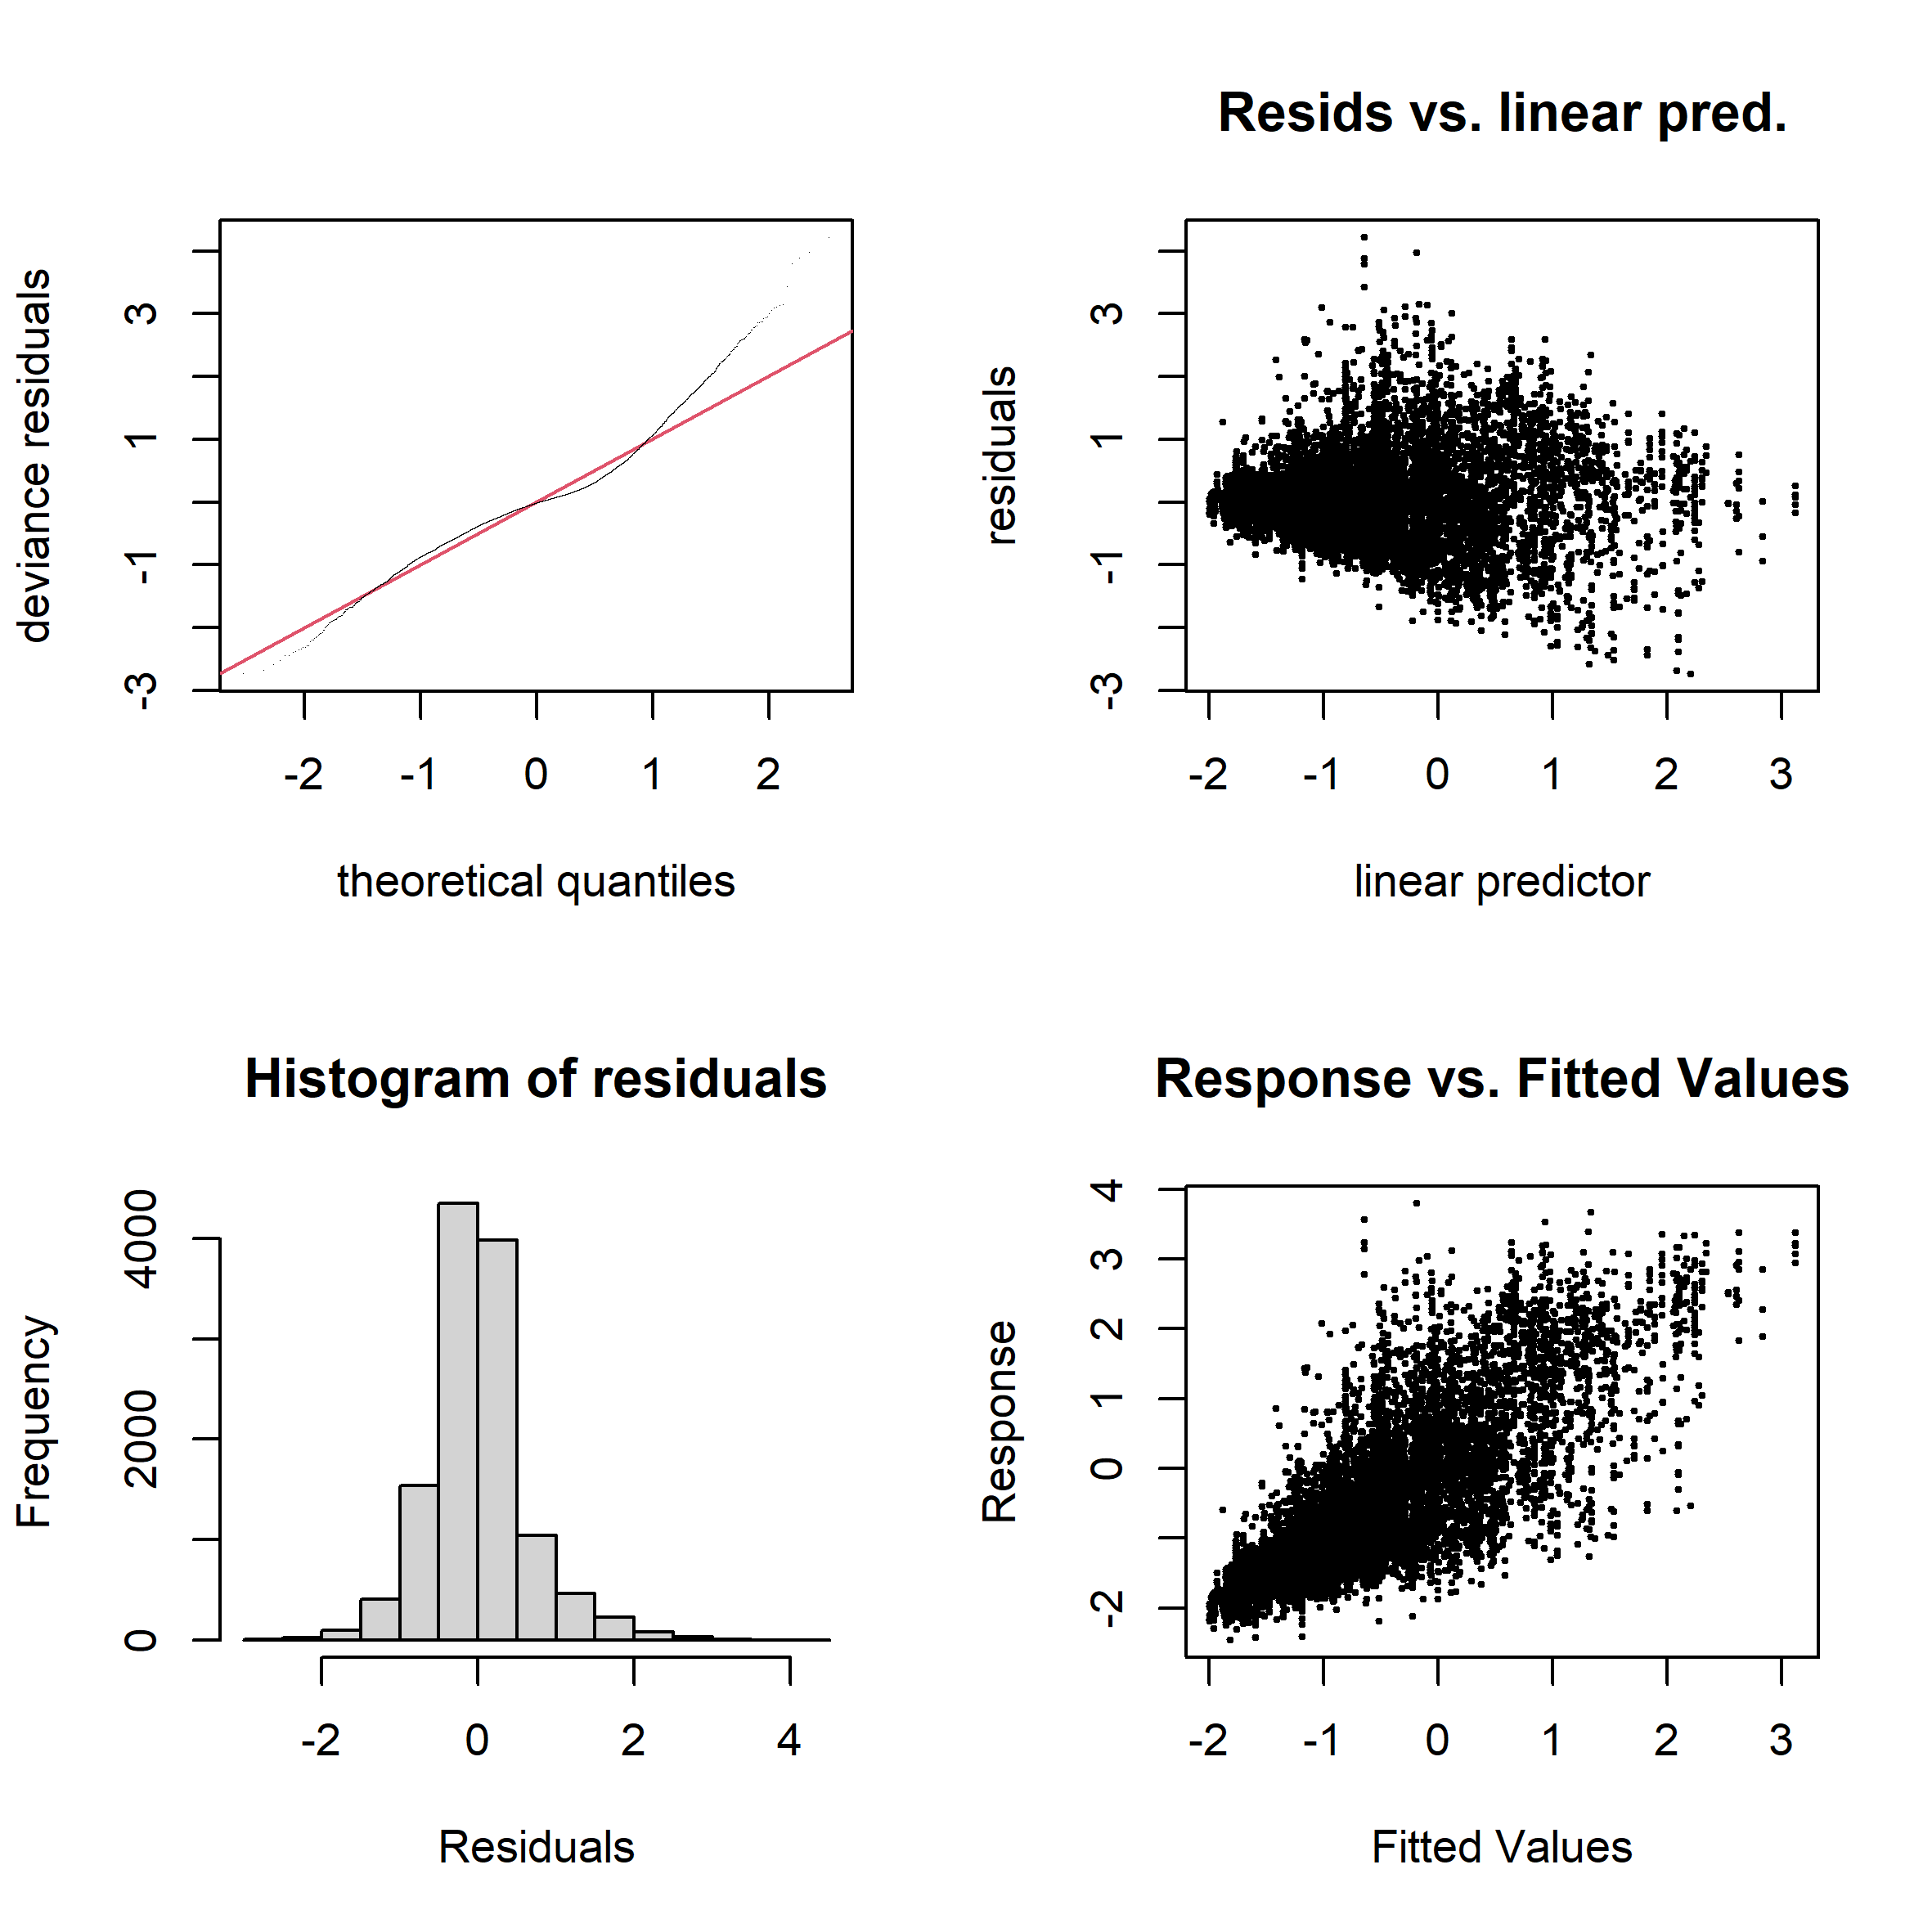 deviance residuals
3
1
-1
-3
-2 -1 0 1 2
theoretical quantiles
Resids vs. linear pred.
residuals
3
1
-1
-3
-2 -1 0 1 2 3
linear predictor
Histogram of residuals
Frequency
4000
2000
0
-2 0 2 4
Residuals
Response vs. Fitted Values
Response
4
3
2
1
0
-2
-2 -1 0 1 2 3
Fitted Values